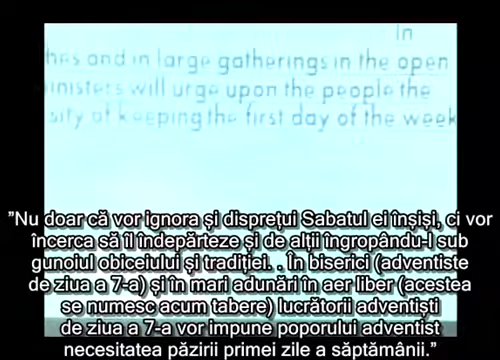 In
hes and in large gatherings in the open
inisters will urge upon the people the
sity of keeping the first day of the week
"Nu doar că vor ignora și disprețui Sabatul ei înșiși, ci vor
încerca să îl îndepărteze și de alții îngropându-l sub
gunoiul obiceiului și tradiției. . În biserici (adventiste
de ziua a 7-a) și în mari adunări în aer liber (acestea
se numesc acum tabere) lucrătorii adventiști
de ziua a 7-a vor impune poporului adventist
necesitatea păzirii primei zile a săptămânii."